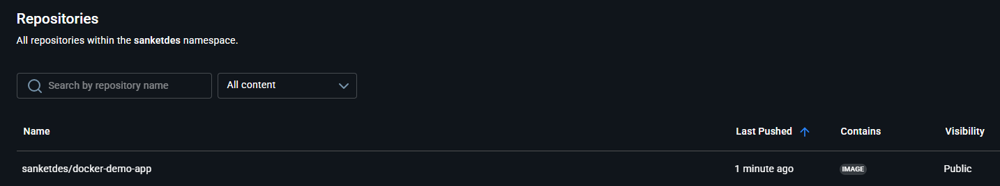 Repositories
All repositories within the sanketdes namespace.
Search by repository name
All content
Name Last Pushed Contains Visibility
sanketdes/docker-demo-app 1 minute ago IMAGE Public